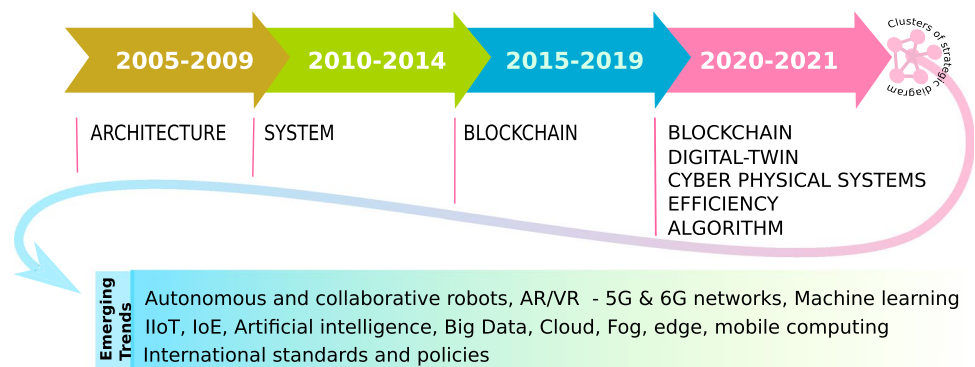 2005-2009
2010-2014
2015-2019
2020-2021
Clusters of strategic diagram
ARCHITECTURE
SYSTEM
BLOCKCHAIN
BLOCKCHAIN
DIGITAL-TWIN
CYBER PHYSICAL SYSTEMS
EFFICIENCY
ALGORITHM
Emerging
Trends
Autonomous and collaborative robots, AR/VR - 5G & 6G networks, Machine learning
IIoT, IoE, Artificial intelligence, Big Data, Cloud, Fog, edge, mobile computing
International standards and policies